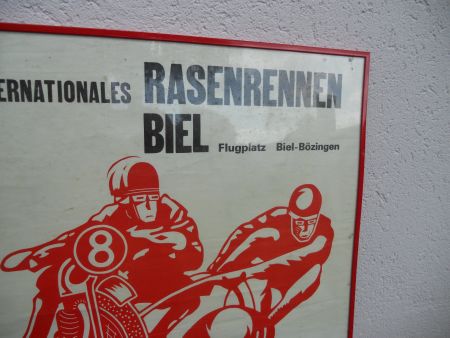 ERNATIONALES RASENRENNEN
BIEL Flugplatz Biel-Bözingen
8